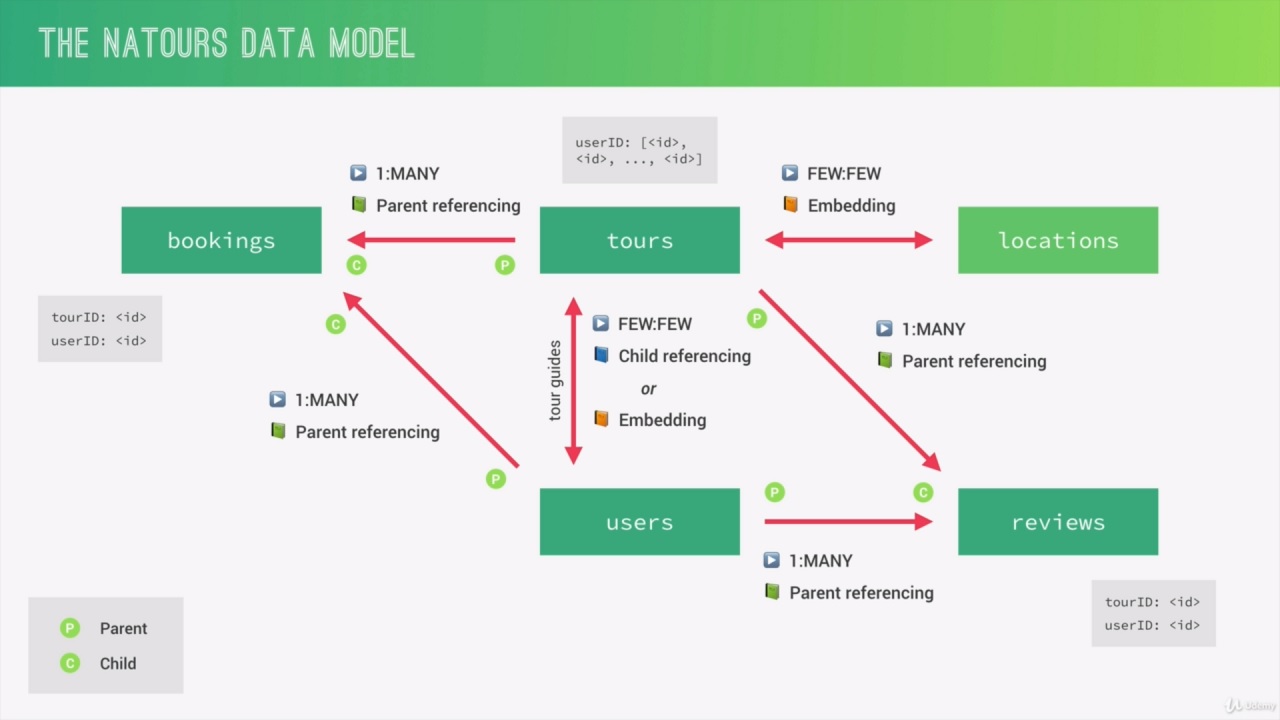 THE NATOURS DATA MODEL
userID: [<id>,
<id>, ..., <id>]
1:MANY
Parent referencing
FEW:FEW
Embedding
bookings
tours
locations
C
P
tourID: <id>
userID: <id>
C
1:MANY
Parent referencing
P
tour guides
FEW:FEW
Child referencing
or
Embedding
P
1:MANY
Parent referencing
users
P
C
reviews
1:MANY
Parent referencing
tourID: <id>
userID: <id>
P Parent
C Child
Udemy